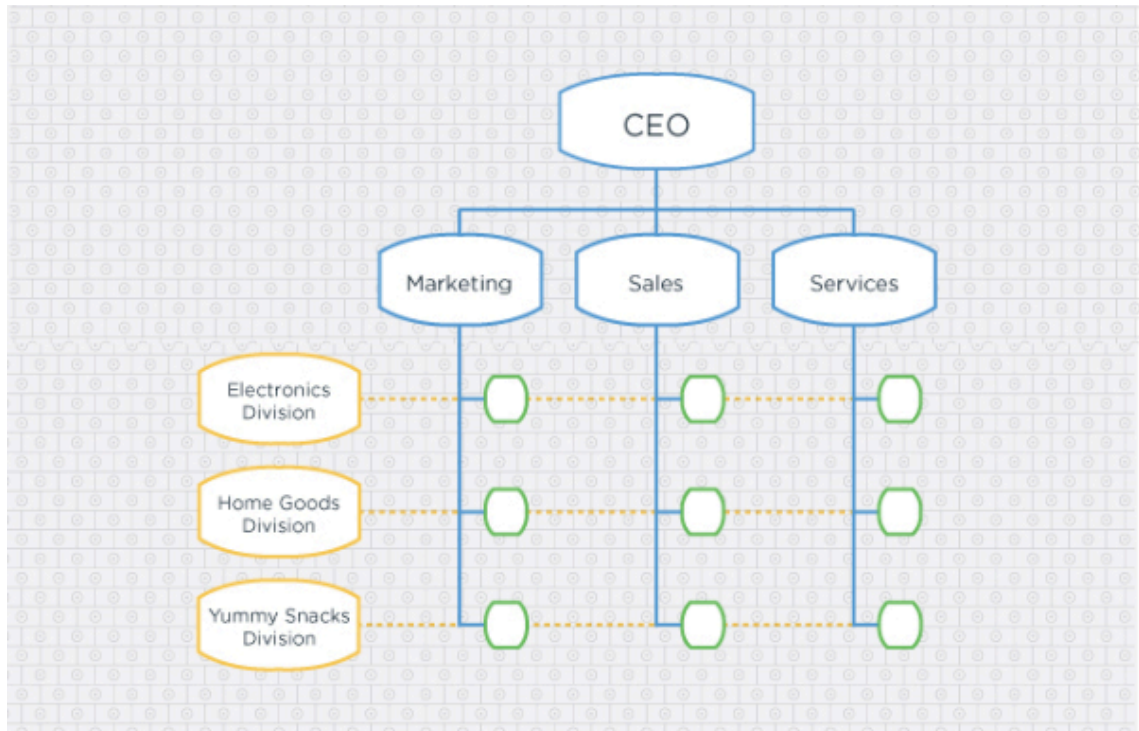 CEO
Marketing
Sales
Services
Electronics
Division
Home Goods
Division
Yummy Snacks
Division